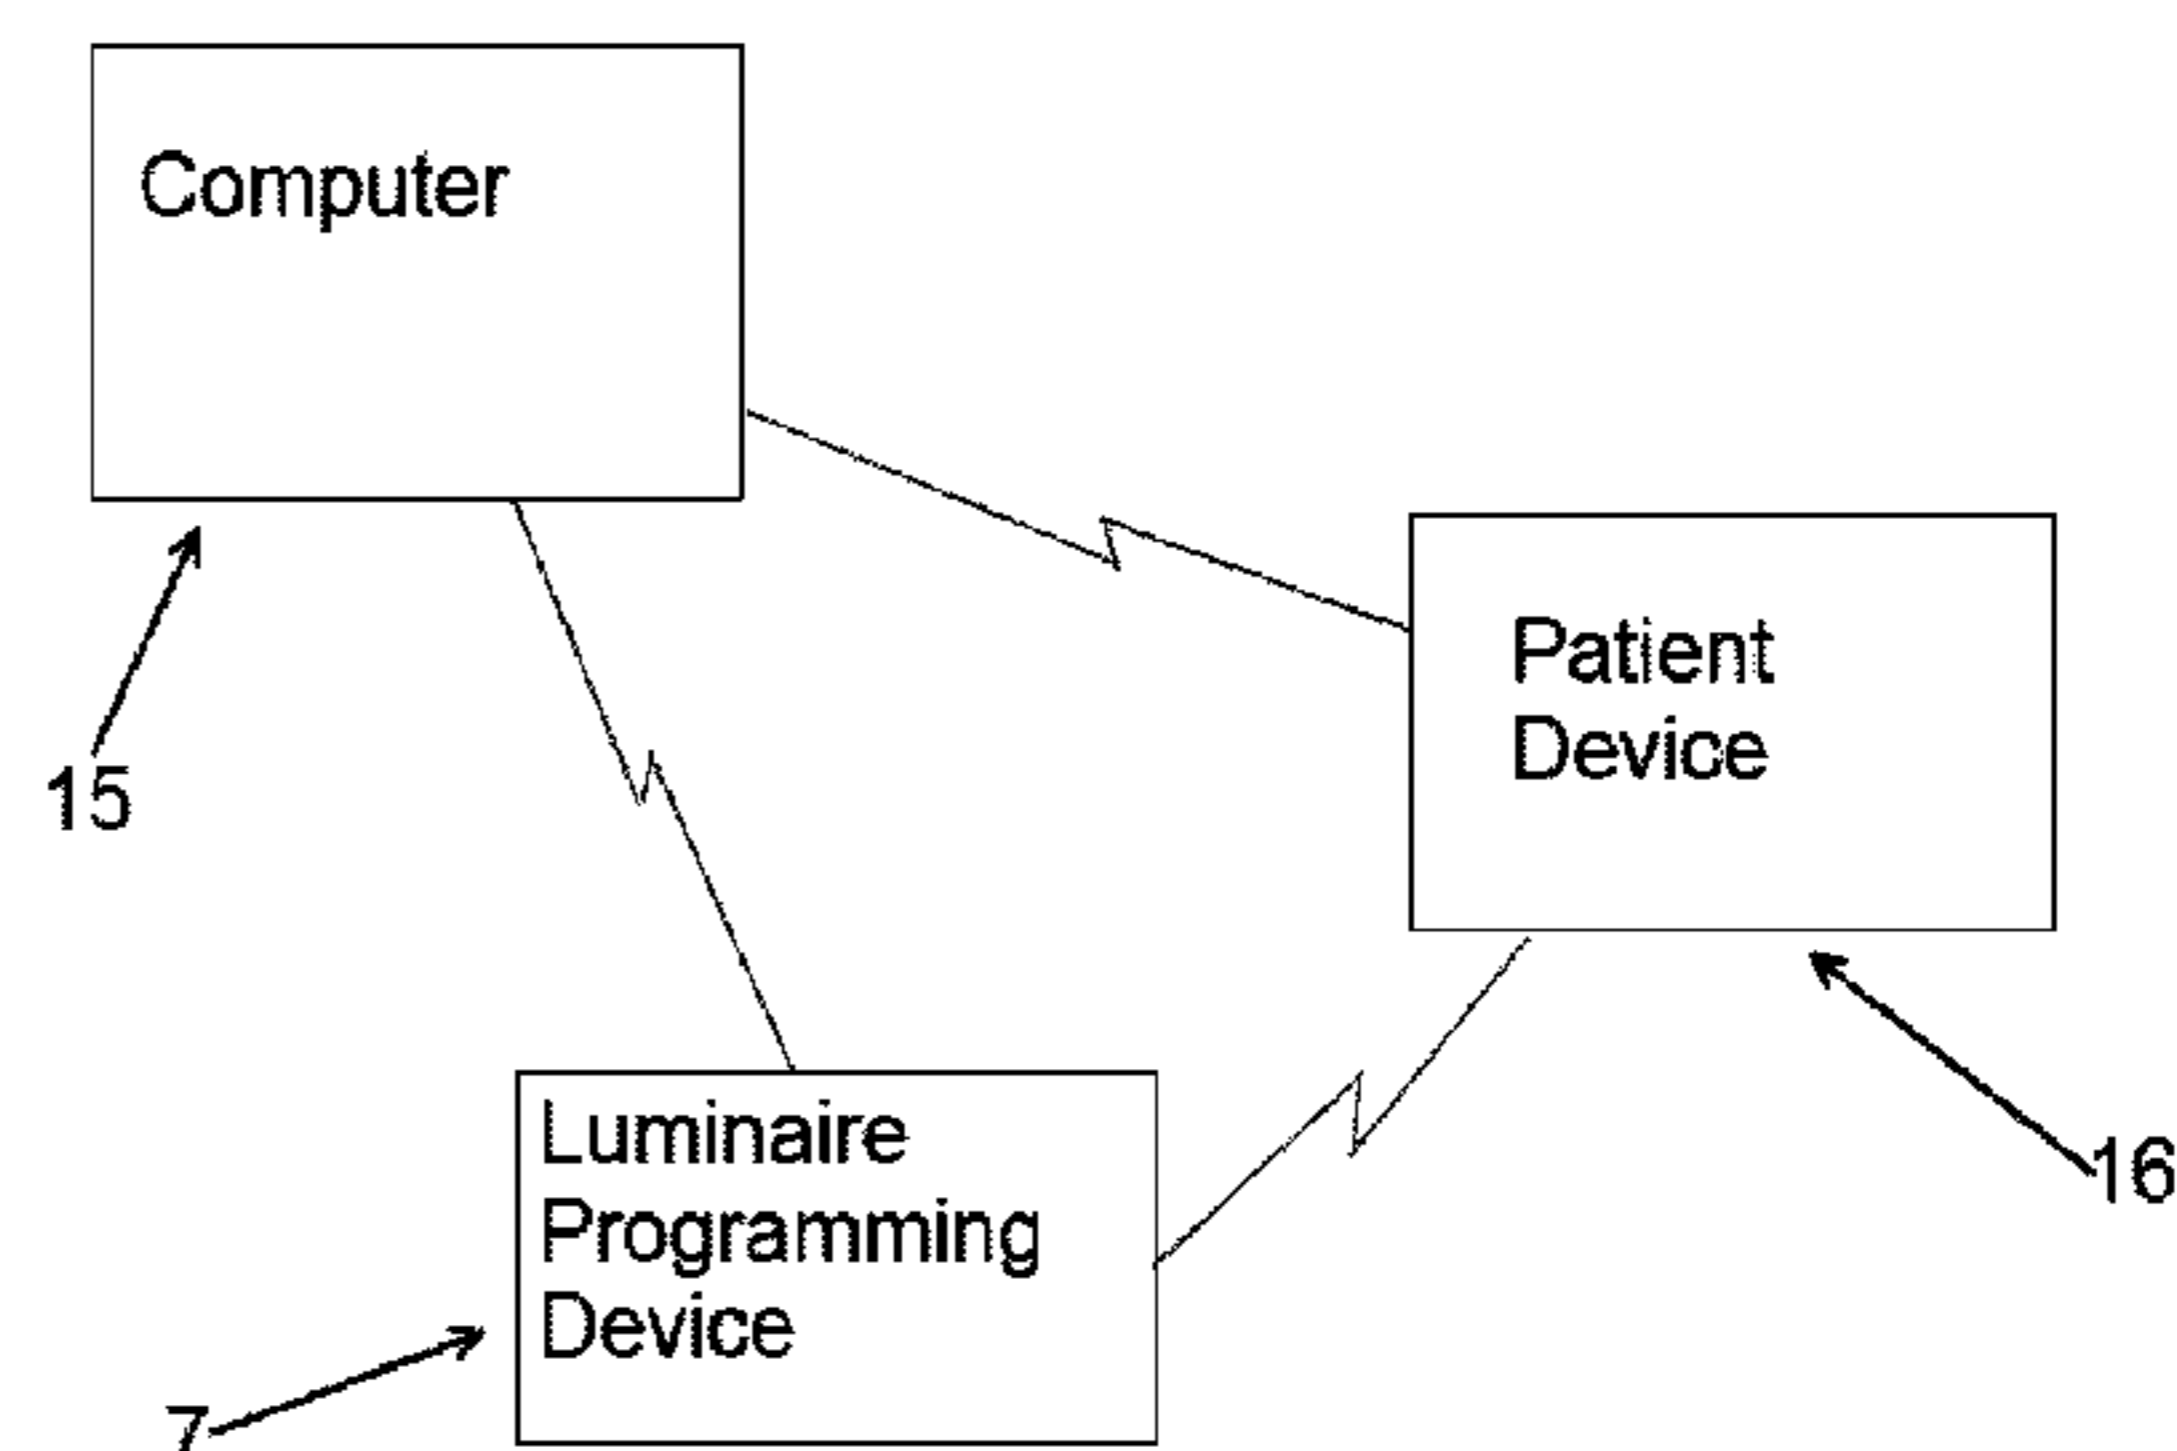 Computer
Patient
Device
15
Luminaire
Programming
Device
16
7